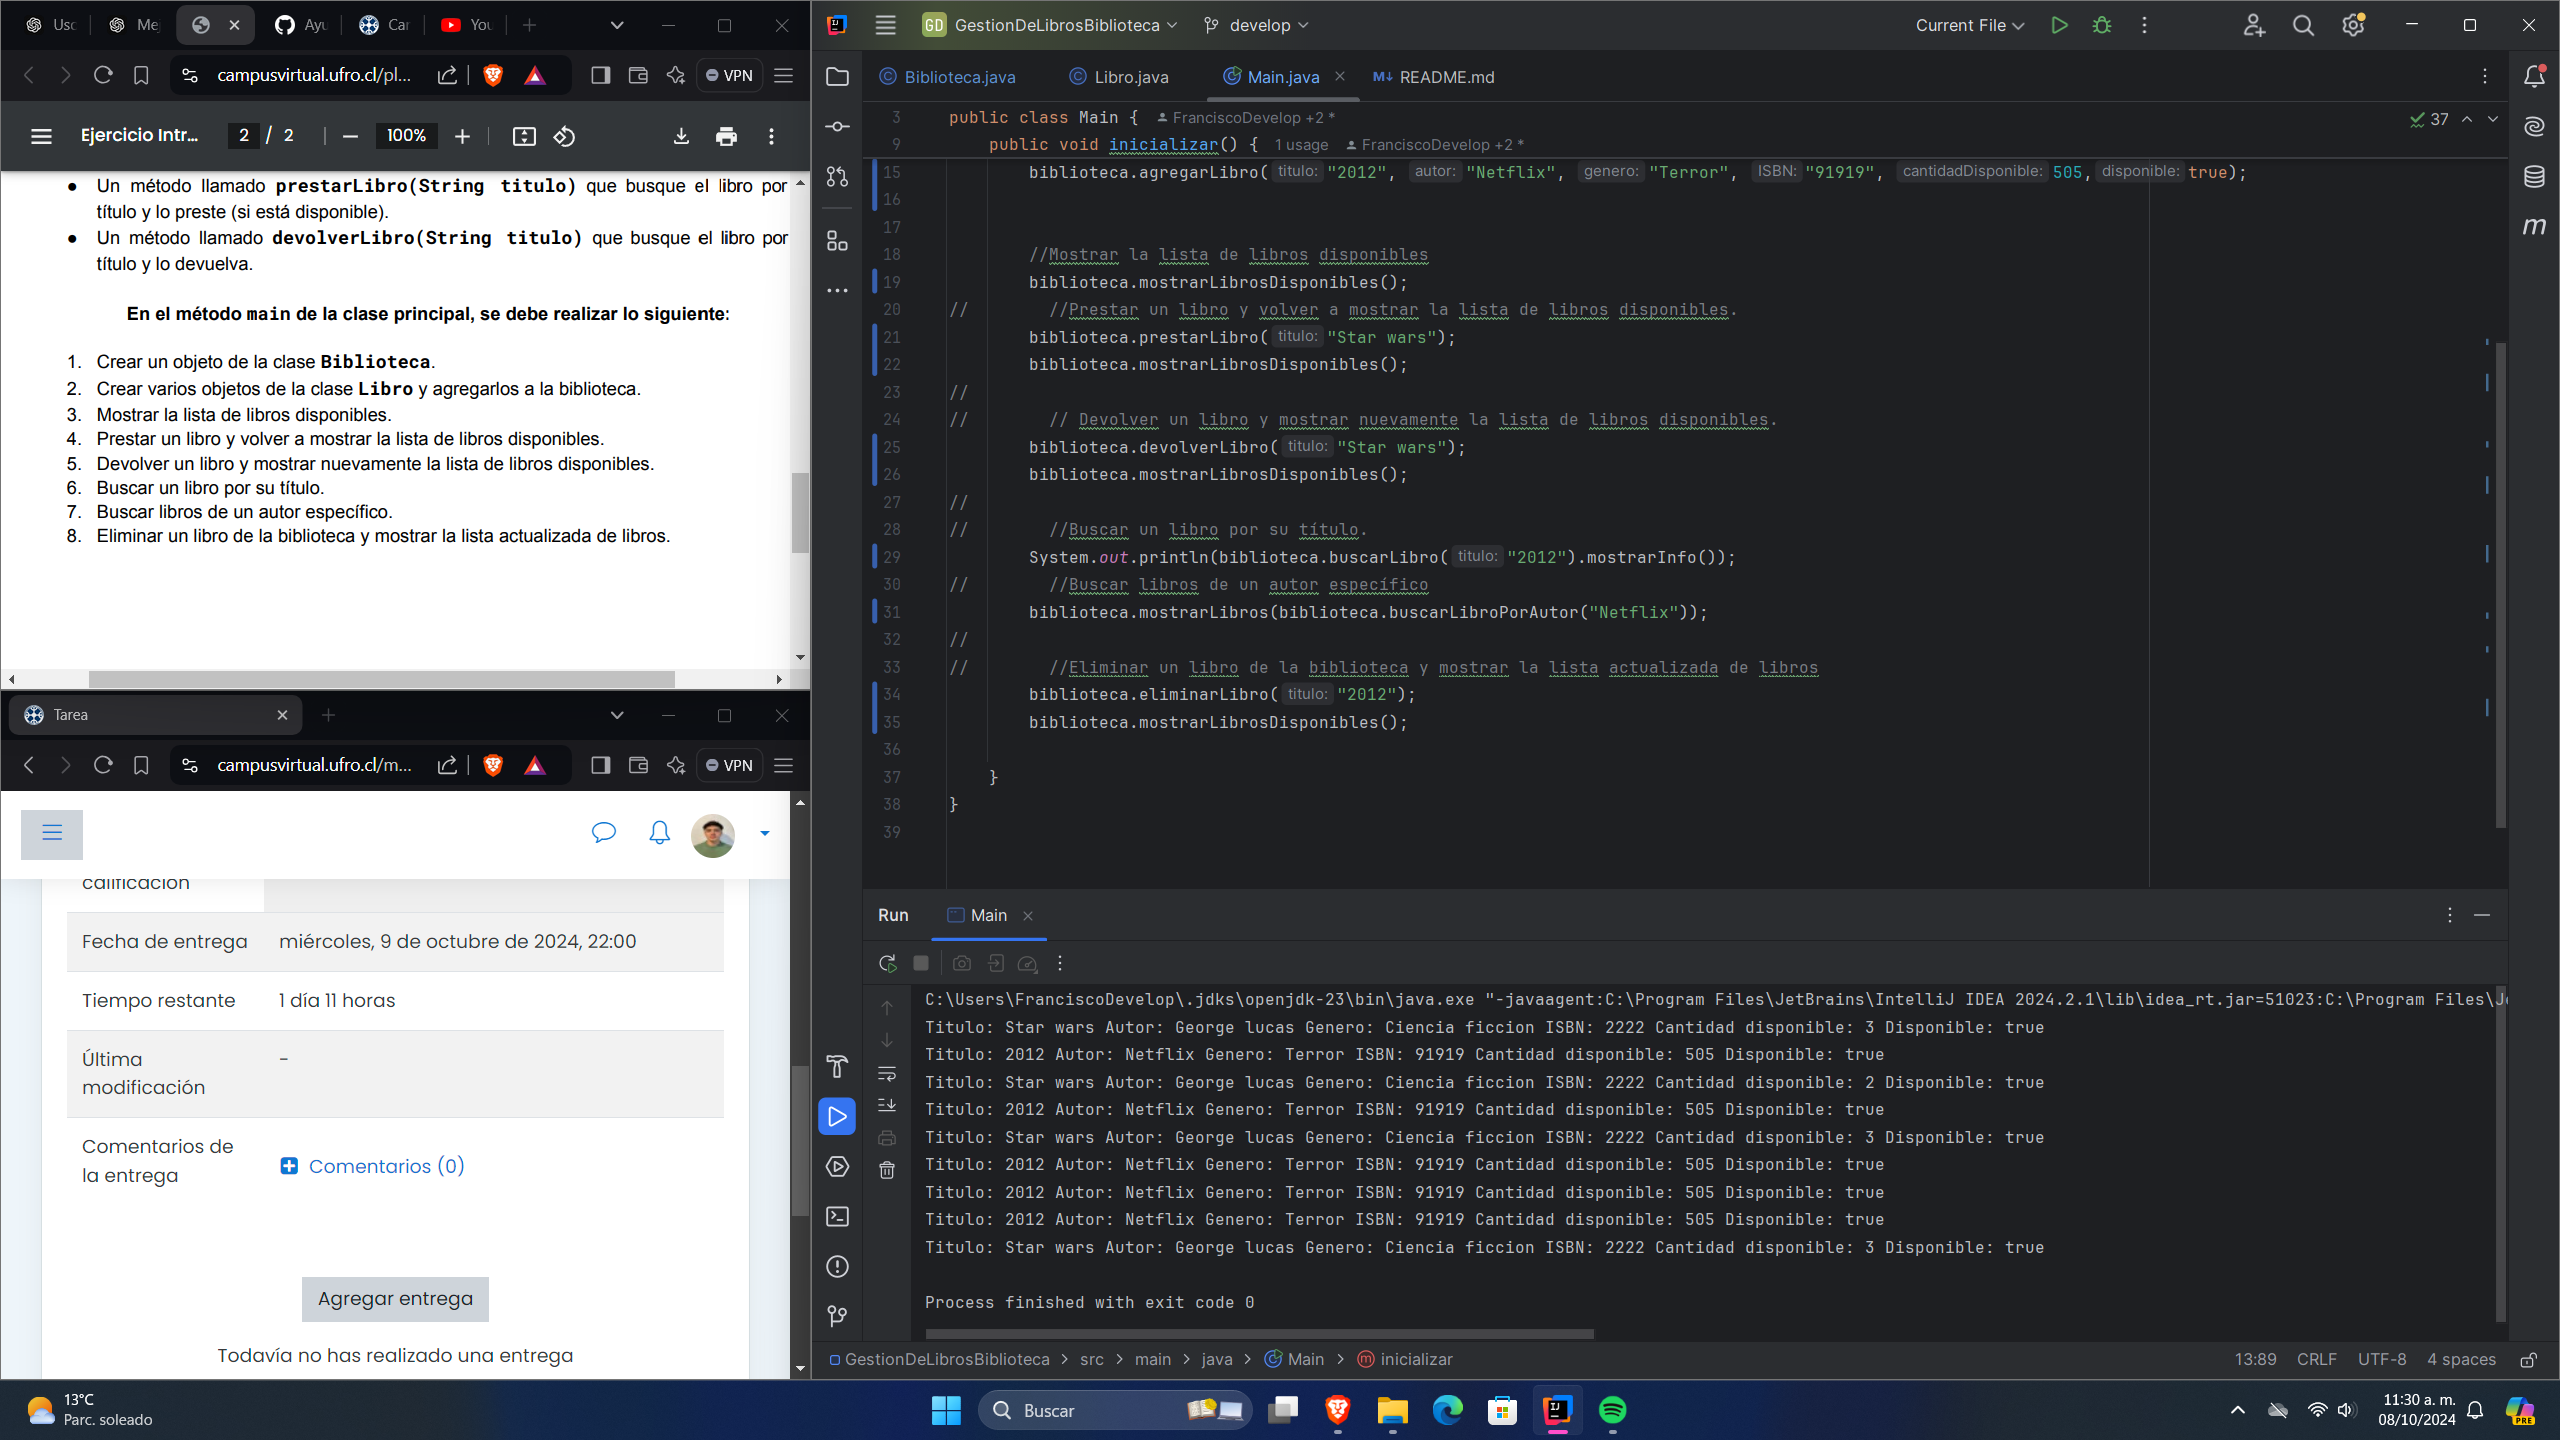 Usc
Me
Ayu
Car
You
campusvirtual.ufro.cl/pl...
VPN
Ejercicio Intr...
2 / 2
100%
● Un método llamado prestarLibro(String titulo) que busque el libro por
título y lo preste (si está disponible).
● Un método llamado devolverLibro(String titulo) que busque el libro por
título y lo devuelva.
En el método main de la clase principal, se debe realizar lo siguiente:
1. Crear un objeto de la clase Biblioteca.
2. Crear varios objetos de la clase Libro y agregarlos a la biblioteca.
3. Mostrar la lista de libros disponibles.
4. Prestar un libro y volver a mostrar la lista de libros disponibles.
5. Devolver un libro y mostrar nuevamente la lista de libros disponibles.
6. Buscar un libro por su título.
7. Buscar libros de un autor específico.
8. Eliminar un libro de la biblioteca y mostrar la lista actualizada de libros.
Tarea
campusvirtual.ufro.cl/m...
VPN
calificación
Fecha de entrega miércoles, 9 de octubre de 2024, 22:00
Tiempo restante 1 día 11 horas
Última
modificación -
Comentarios de
la entrega
Comentarios (0)
Agregar entrega
Todavía no has realizado una entrega
GD GestionDeLibrosBiblioteca develop Current File
Biblioteca.java Libro.java Main.java README.md
3 public class Main { FranciscoDevelop +2 *
37
9 public void inicializar() { 1 usage FranciscoDevelop +2 *
15 biblioteca.agregarLibro( titulo: "2012", autor: "Netflix", genero: "Terror", ISBN: "91919", cantidadDisponible: 505, disponible: true);
16
17
18 //Mostrar la lista de libros disponibles
19 biblioteca.mostrarLibrosDisponibles();
20 // //Prestar un libro y volver a mostrar la lista de libros disponibles.
21 biblioteca.prestarLibro( titulo: "Star wars");
22 biblioteca.mostrarLibrosDisponibles();
23 //
24 // // Devolver un libro y mostrar nuevamente la lista de libros disponibles.
25 biblioteca.devolverLibro( titulo: "Star wars");
26 biblioteca.mostrarLibrosDisponibles();
27 //
28 // //Buscar un libro por su título.
29 System.out.println(biblioteca.buscarLibro( titulo: "2012").mostrarInfo());
30 // //Buscar libros de un autor específico
31 biblioteca.mostrarLibros(biblioteca.buscarLibroPorAutor("Netflix"));
32 //
33 // //Eliminar un libro de la biblioteca y mostrar la lista actualizada de libros
34 biblioteca.eliminarLibro( titulo: "2012");
35 biblioteca.mostrarLibrosDisponibles();
36
37 }
38 }
39
m
Run Main
C:\Users\FranciscoDevelop\.jdks\openjdk-23\bin\java.exe "-javaagent:C:\Program Files\JetBrains\IntelliJ IDEA 2024.2.1\lib\idea_rt.jar=51023:C:\Program Files\J
Titulo: Star wars Autor: George lucas Genero: Ciencia ficcion ISBN: 2222 Cantidad disponible: 3 Disponible: true
Titulo: 2012 Autor: Netflix Genero: Terror ISBN: 91919 Cantidad disponible: 505 Disponible: true
Titulo: Star wars Autor: George lucas Genero: Ciencia ficcion ISBN: 2222 Cantidad disponible: 2 Disponible: true
Titulo: 2012 Autor: Netflix Genero: Terror ISBN: 91919 Cantidad disponible: 505 Disponible: true
Titulo: Star wars Autor: George lucas Genero: Ciencia ficcion ISBN: 2222 Cantidad disponible: 3 Disponible: true
Titulo: 2012 Autor: Netflix Genero: Terror ISBN: 91919 Cantidad disponible: 505 Disponible: true
Titulo: 2012 Autor: Netflix Genero: Terror ISBN: 91919 Cantidad disponible: 505 Disponible: true
Titulo: 2012 Autor: Netflix Genero: Terror ISBN: 91919 Cantidad disponible: 505 Disponible: true
Titulo: Star wars Autor: George lucas Genero: Ciencia ficcion ISBN: 2222 Cantidad disponible: 3 Disponible: true
Process finished with exit code 0
GestionDeLibrosBiblioteca > src > main > java > Main > inicializar
13:89 CRLF UTF-8 4 spaces
13°C
Parc. soleado
Buscar
11:30 a. m.
08/10/2024
PRE